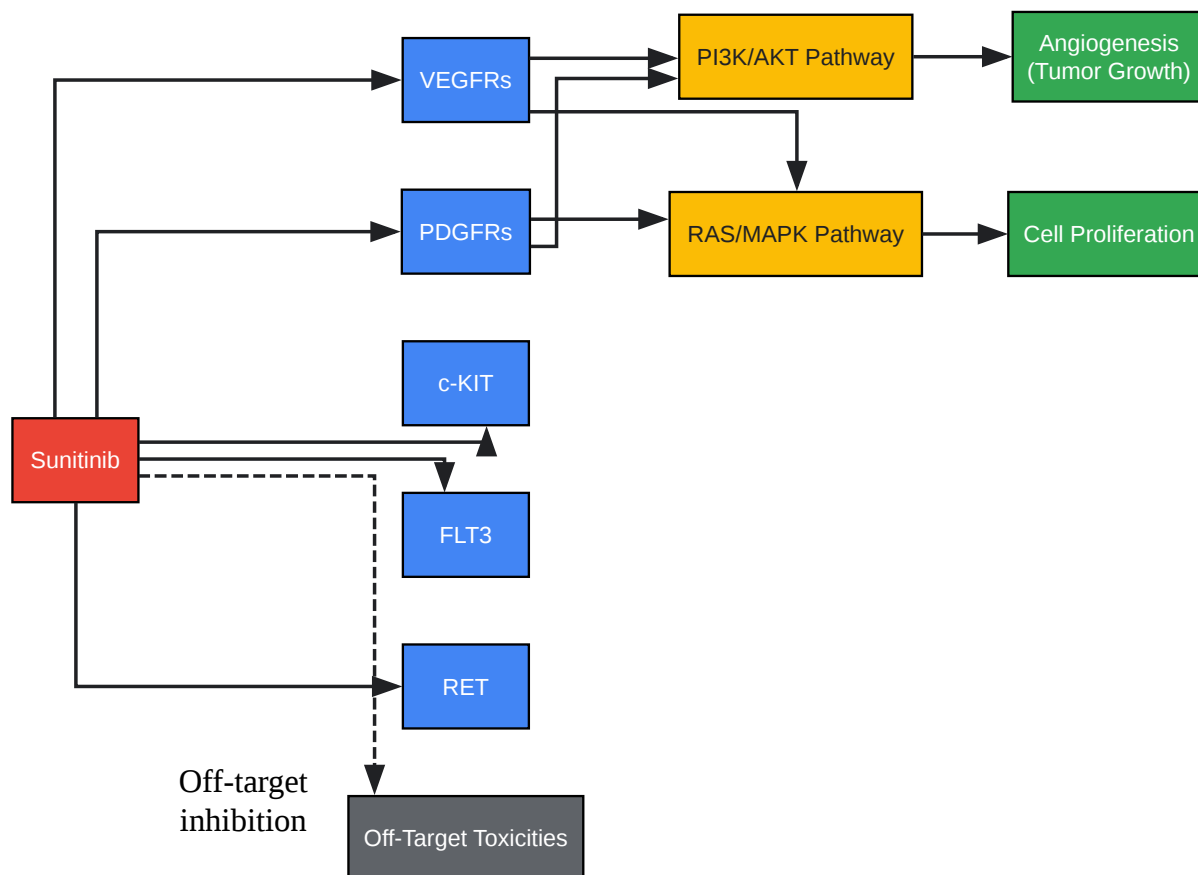 VEGFRs
PI3K/AKT Pathway
Angiogenesis
(Tumor Growth)
PDGFRs
RAS/MAPK Pathway
Cell Proliferation
c-KIT
Sunitinib
FLT3
RET
Off-target
inhibition
Off-Target Toxicities